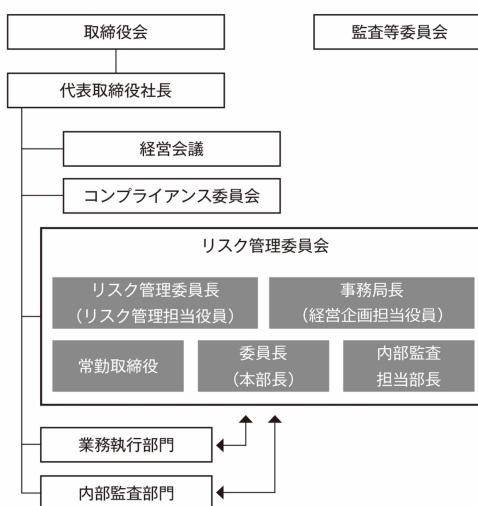 取締役会
監査等委員会
代表取締役社長
経営会議
コンプライアンス委員会
リスク管理委員会
リスク管理委員長
（リスク管理担当役員）
事務局長
（経営企画担当役員）
常勤取締役
委員長
（本部長）
内部監査
担当部長
業務執行部門
内部監査部門